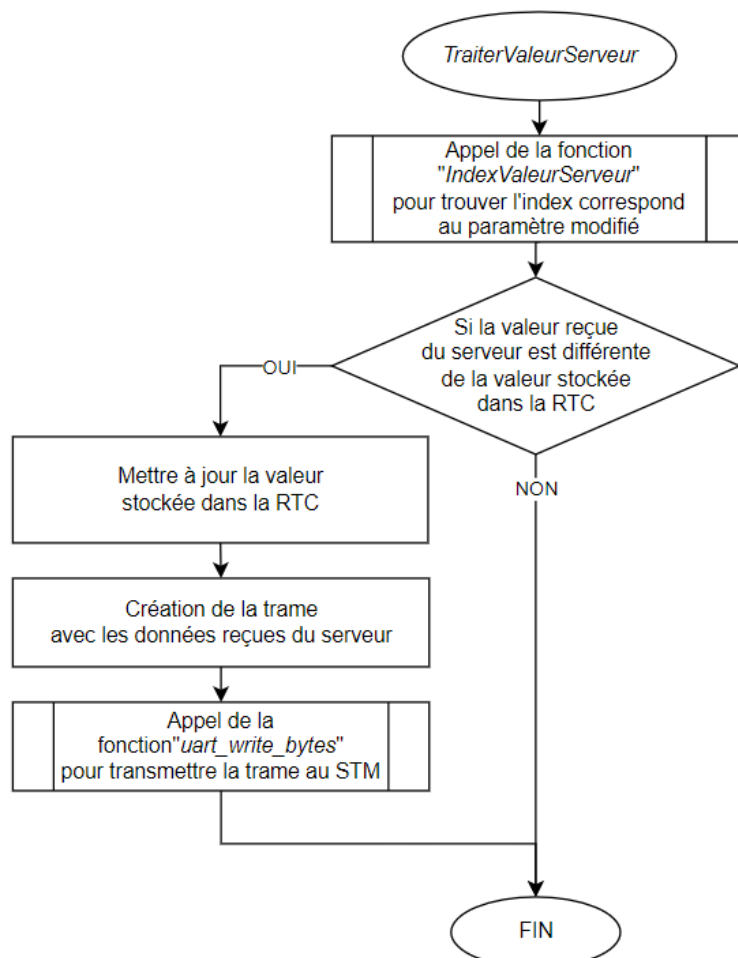 TraiterValeurServeur
Appel de la fonction
"IndexValeurServeur"
pour trouver l'index correspond
au paramètre modifié
Si la valeur reçue
du serveur est différente
de la valeur stockée
dans la RTC
OUI
NON
Mettre à jour la valeur
stockée dans la RTC
Création de la trame
avec les données reçues du serveur
Appel de la
fonction"uart_write_bytes"
pour transmettre la trame au STM
FIN